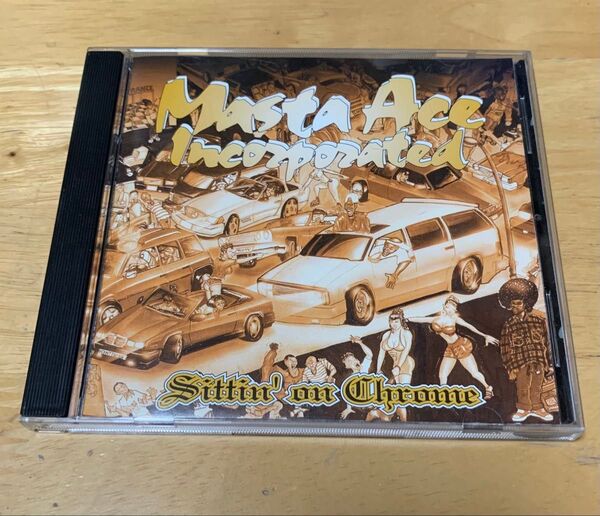 Masta Ace
Incorporated
Sittin' on Chrome